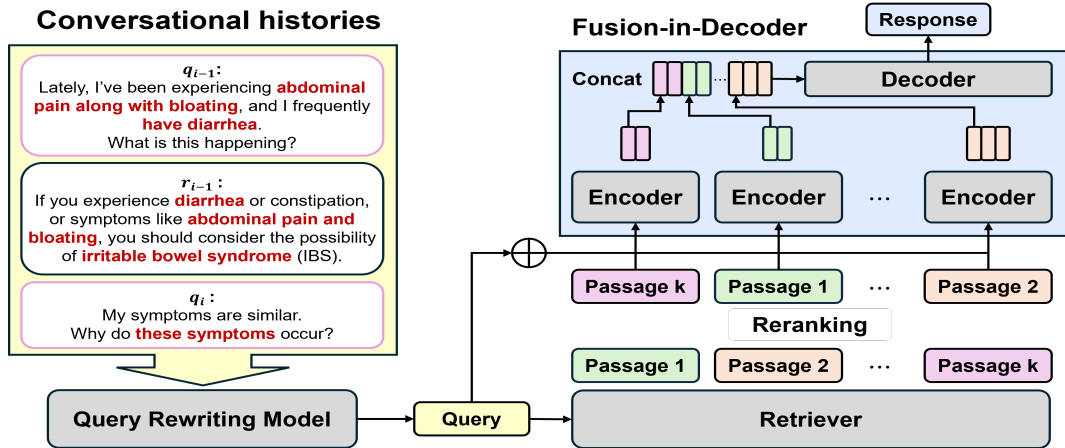 Conversational histories
q_{i−1}:
Lately, I've been experiencing abdominal
pain along with bloating, and I frequently
have diarrhea.
What is this happening?
r_{i−1}:
If you experience diarrhea or constipation,
or symptoms like abdominal pain and
bloating, you should consider the possibility
of irritable bowel syndrome (IBS).
q_i:
My symptoms are similar.
Why do these symptoms occur?
Query Rewriting Model
Query
Fusion-in-Decoder
Response
Concat
...
Decoder
Encoder
Encoder
...
Encoder
Passage k
Passage 1
...
Passage 2
Reranking
Passage 1
Passage 2
...
Passage k
Retriever